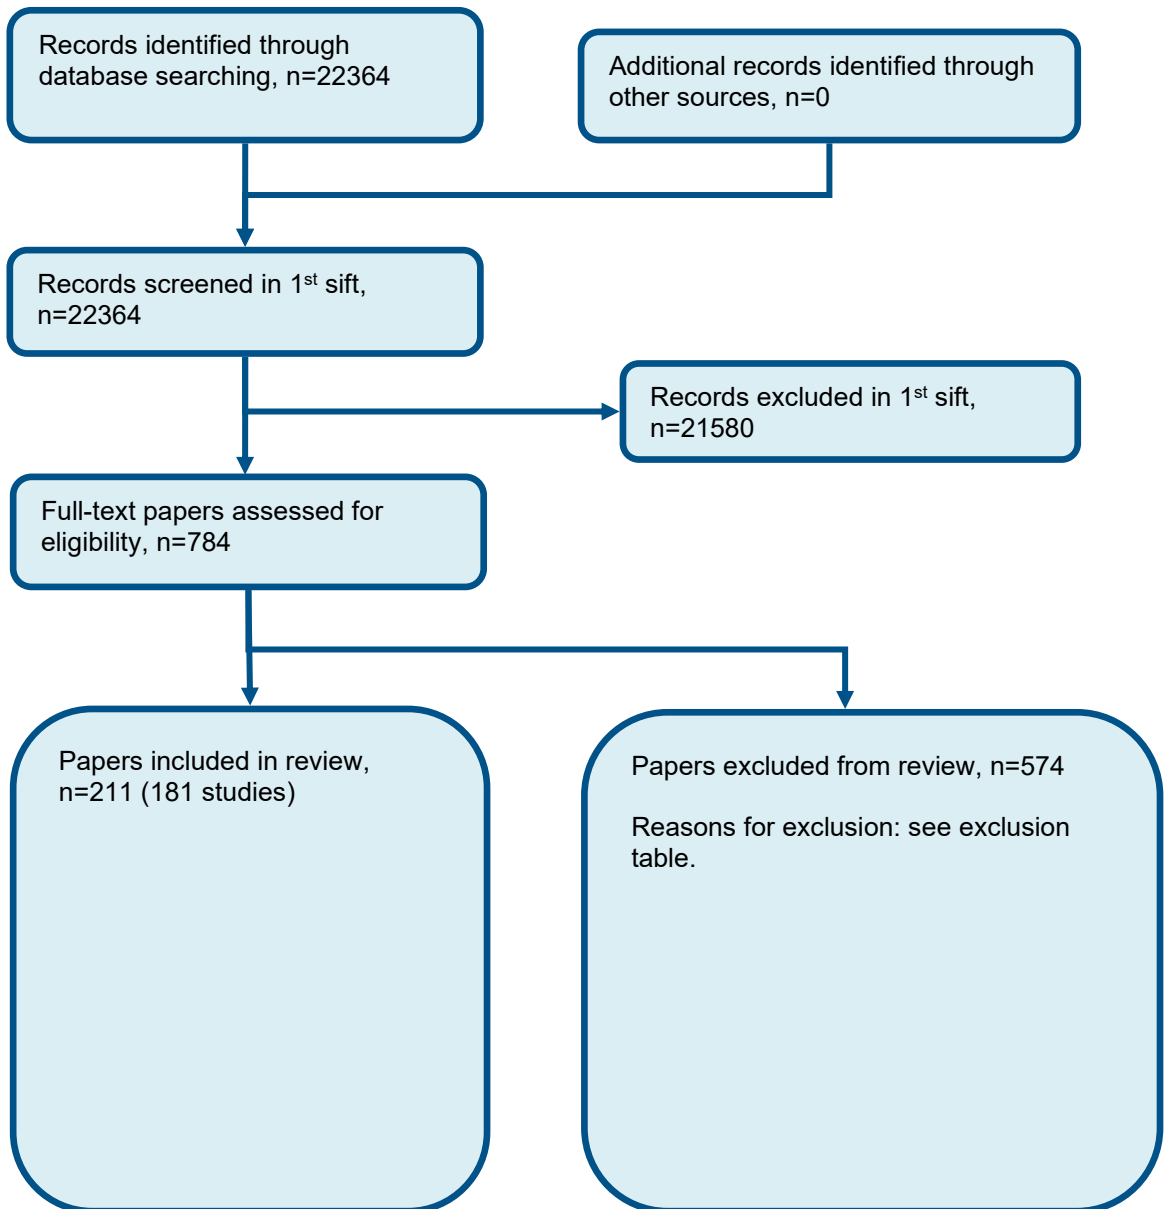 Records identified through
database searching, n=22364
Additional records identified through
other sources, n=0
Records screened in 1st sift,
n=22364
Records excluded in 1st sift,
n=21580
Full-text papers assessed for
eligibility, n=784
Papers included in review,
n=211 (181 studies)
Papers excluded from review, n=574
Reasons for exclusion: see exclusion
table.